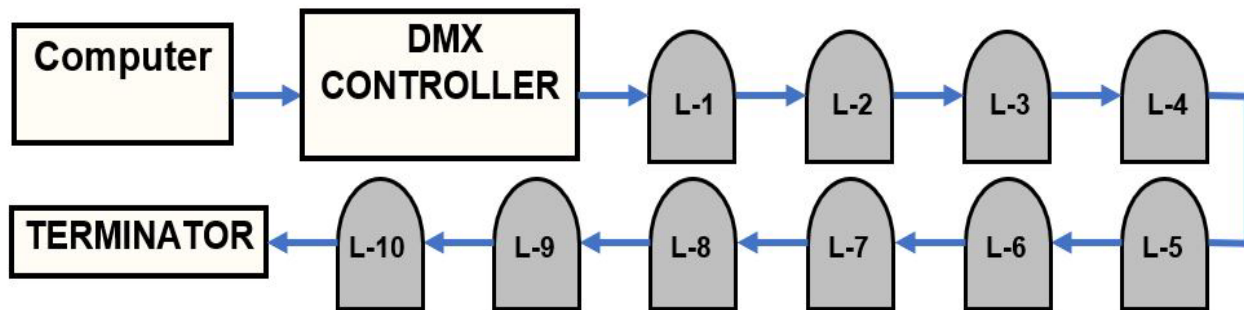 Computer
DMX
CONTROLLER
L-1
L-2
L-3
L-4
TERMINATOR
L-10
L-9
L-8
L-7
L-6
L-5